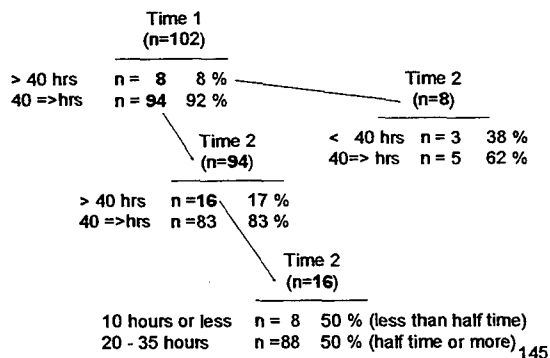 Time 1
(n=102)
> 40 hrs n = 8 8 %
40 =>hrs n = 94 92 %
Time 2
(n=8)
< 40 hrs n = 3 38 %
40=> hrs n = 5 62 %
Time 2
(n=94)
> 40 hrs n =16 17 %
40 =>hrs n =83 83 %
Time 2
(n=16)
10 hours or less n = 8 50 % (less than half time)
20 - 35 hours n =88 50 % (half time or more)
145